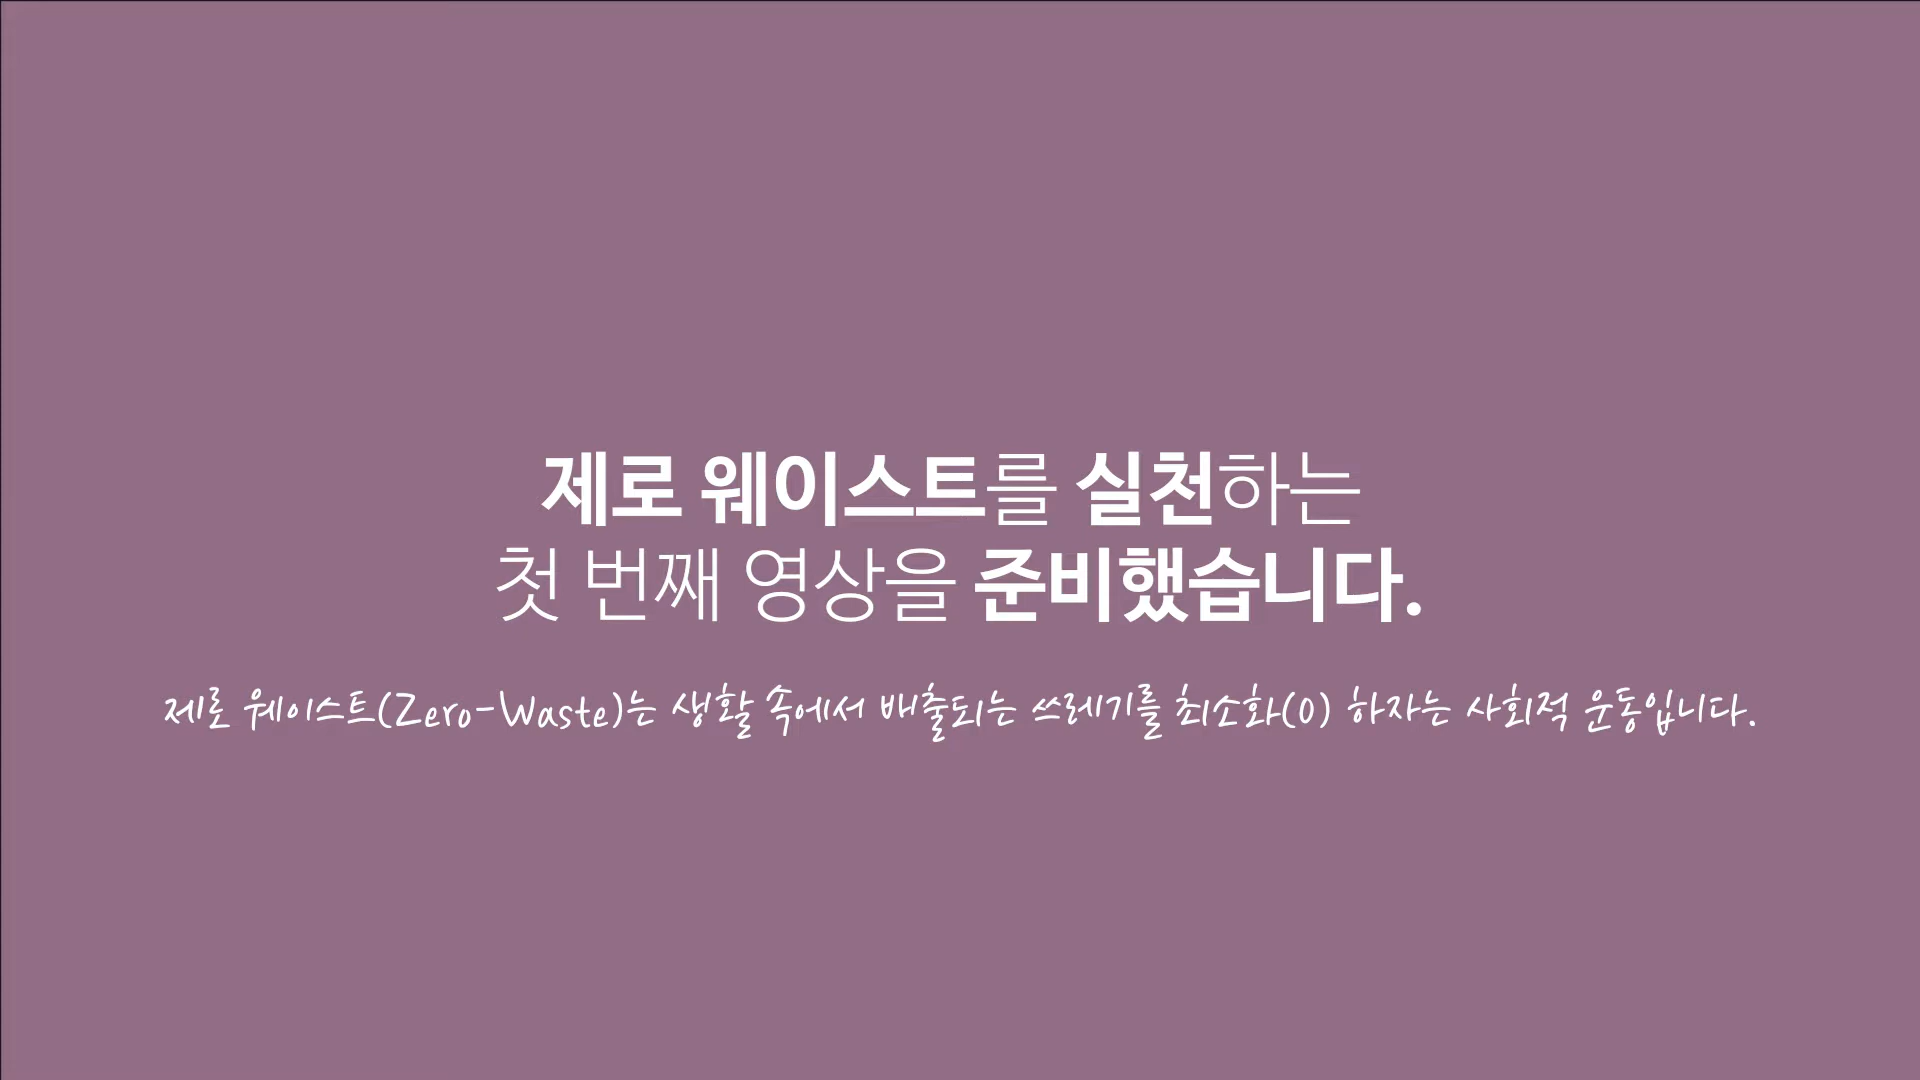 제로 웨이스트를 실천하는
첫 번째 영상을 준비했습니다.
제로 웨이스트(Zero-Waste)는 생활 속에서 배출되는 쓰레기를 최소화(0) 하자는 사회적 운동입니다.